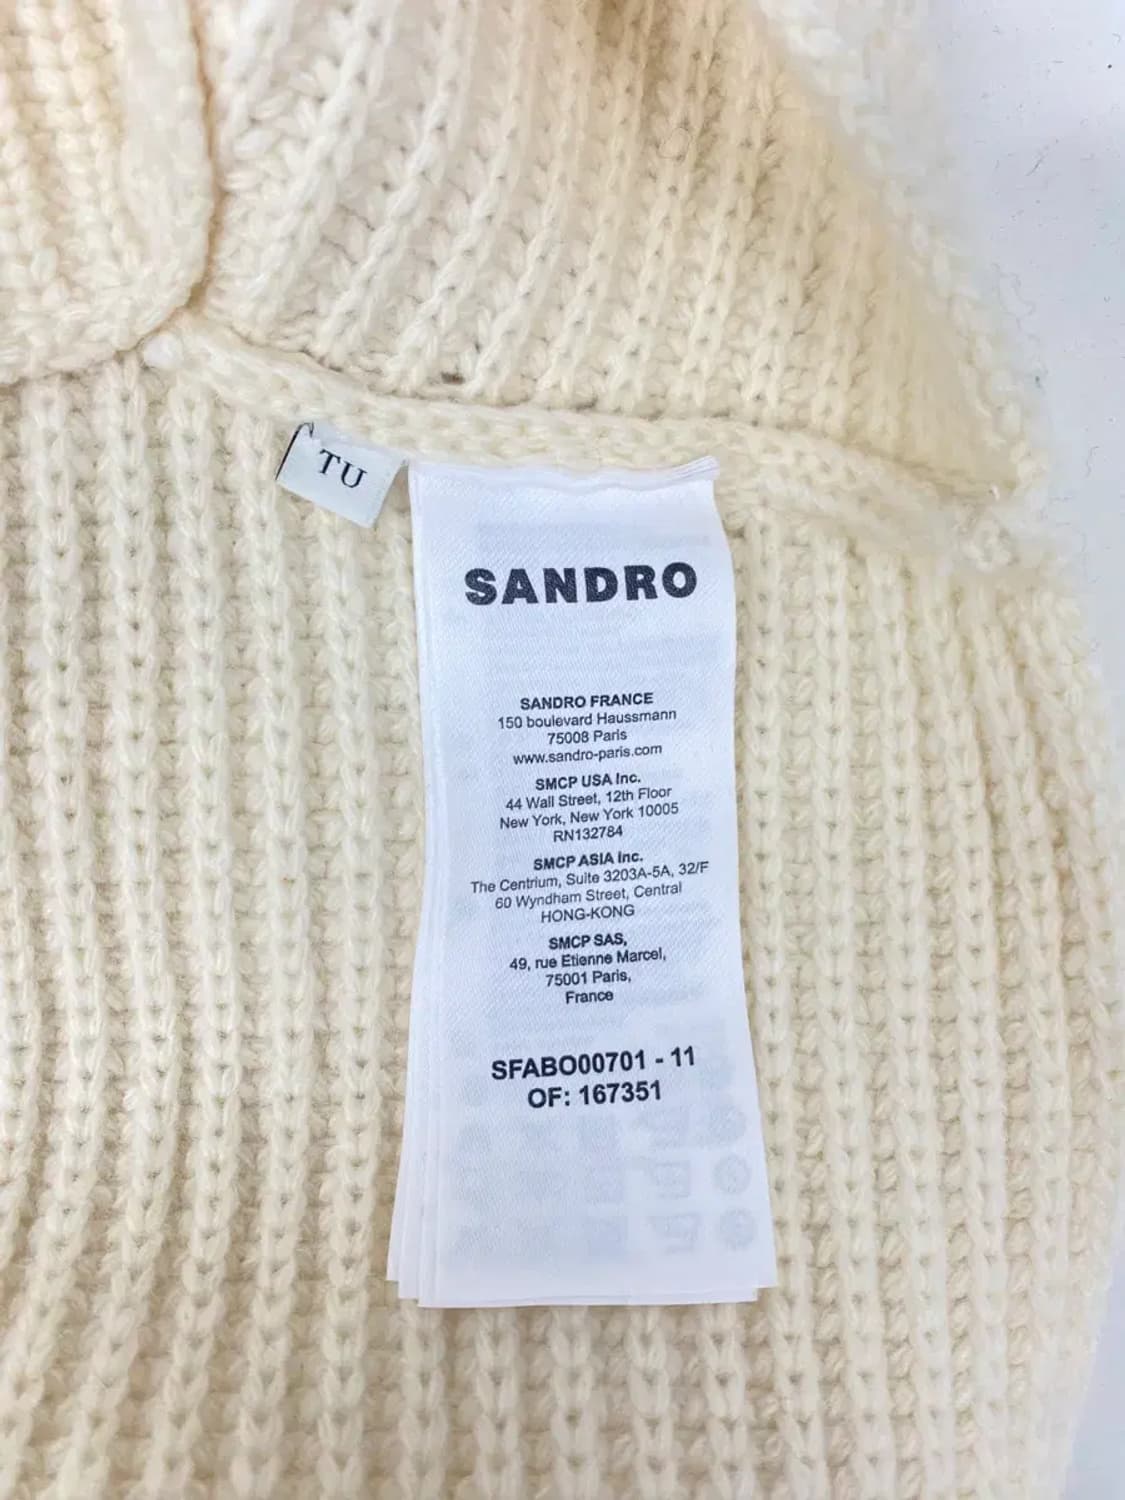 TU
SANDRO
SANDRO FRANCE
150 boulevard Haussmann
75008 Paris
www.sandro-paris.com
SMCP USA Inc.
44 Wall Street, 12th Floor
New York, New York 10005
RN132784
SMCP ASIA Inc.
The Centrium, Suite 3203A-5A, 32/F
60 Wyndham Street, Central
HONG-KONG
SMCP SAS,
49, rue Etienne Marcel,
75001 Paris,
France
SFABO00701 - 11
OF: 167351